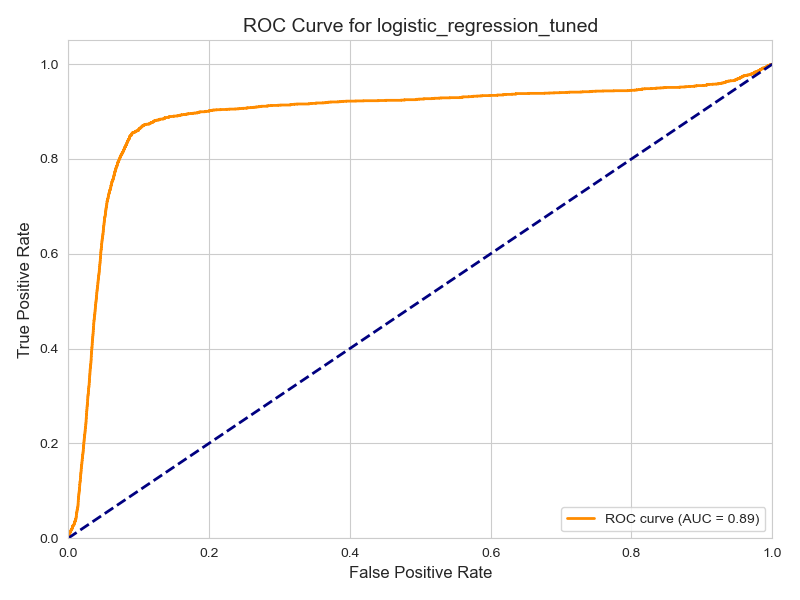 ROC Curve for logistic_regression_tuned
True Positive Rate
1.0
0.8
0.6
0.4
0.2
0.0
0.0 0.2 0.4 0.6 0.8 1.0
False Positive Rate
ROC curve (AUC = 0.89)